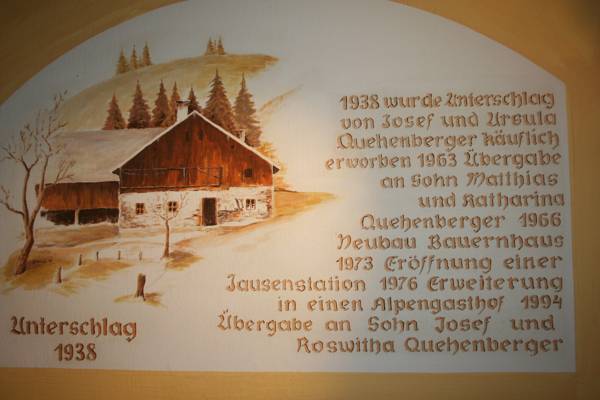 1938 wurde Unterschlag
von Josef und Ursula
Quehenberger käuflich
erworben 1963 Übergabe
an Sohn Matthias
und Katharina
Quehenberger 1966
Neubau Bauernhaus
1973 Eröffnung einer
Jausenstation 1976 Erweiterung
in einen Alpengasthof 1994
Übergabe an Sohn Josef und
Roswitha Quehenberger
Unterschlag
1938